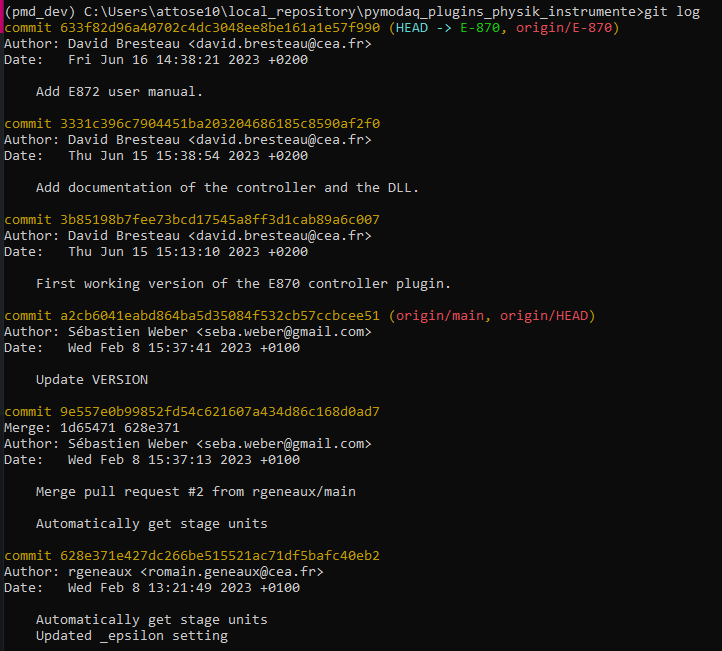 (pmd_dev) C:\Users\attose10\local_repository\pymodaq_plugins_physik_instrumente>git log
commit 633f82d96a40702c4dc3048ee8be161a1e57f990 (HEAD -> E-870, origin/E-870)
Author: David Bresteau <david.bresteau@cea.fr>
Date:   Fri Jun 16 14:38:21 2023 +0200
Add E872 user manual.
commit 3331c396c7904451ba203204686185c8590af2f0
Author: David Bresteau <david.bresteau@cea.fr>
Date:   Thu Jun 15 15:38:54 2023 +0200
Add documentation of the controller and the DLL.
commit 3b85198b7fee73bcd17545a8ff3d1cab89a6c007
Author: David Bresteau <david.bresteau@cea.fr>
Date:   Thu Jun 15 15:13:10 2023 +0200
First working version of the E870 controller plugin.
commit a2cb6041eabd864ba5d35084f532cb57ccbcee51 (origin/main, origin/HEAD)
Author: Sébastien Weber <seba.weber@gmail.com>
Date:   Wed Feb 8 15:37:41 2023 +0100
Update VERSION
commit 9e557e0b99852fd54c621607a434d86c168d0ad7
Merge: 1d65471 628e371
Author: Sébastien Weber <seba.weber@gmail.com>
Date:   Wed Feb 8 15:37:13 2023 +0100
Merge pull request #2 from rgeneaux/main
Automatically get stage units
commit 628e371e427dc266be515521ac71df5bafc40eb2
Author: rgeneaux <romain.geneaux@cea.fr>
Date:   Wed Feb 8 13:21:49 2023 +0100
Automatically get stage units
Updated _epsilon setting